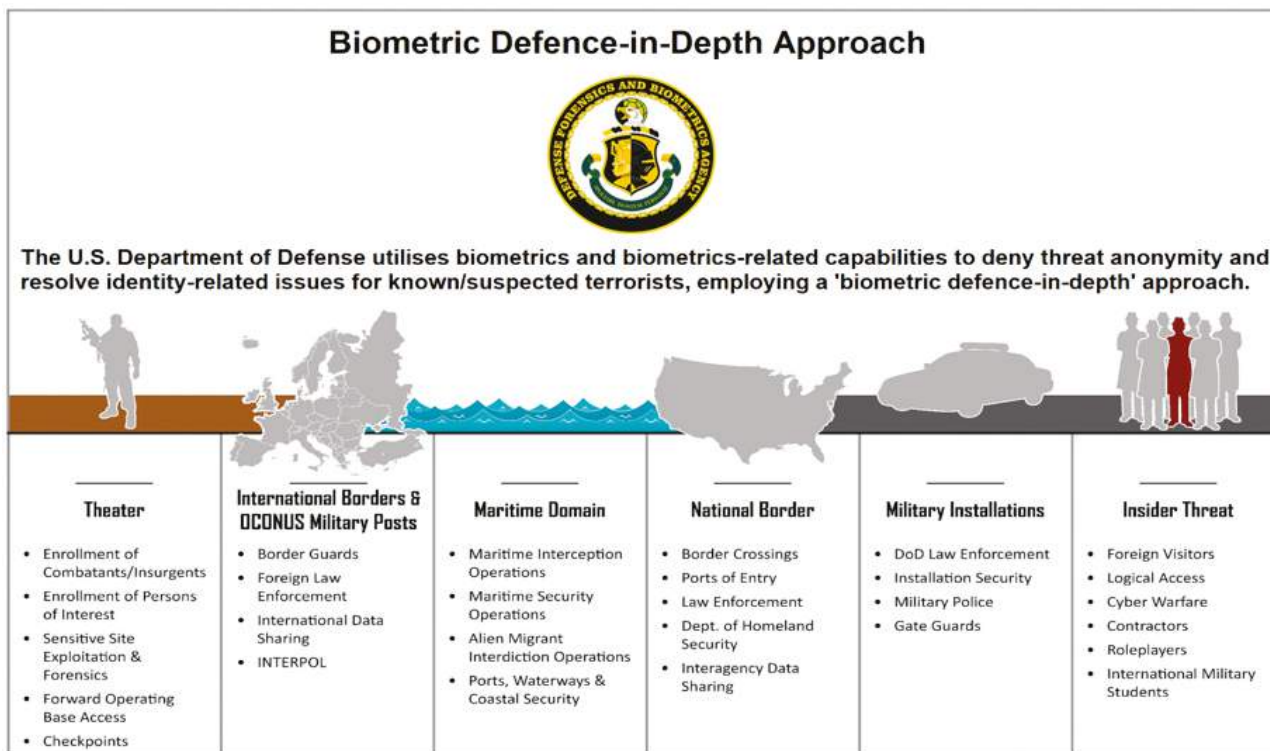 Biometric Defence-in-Depth Approach
DEFENSE FORENSICS AND BIOMETRICS AGENCY
The U.S. Department of Defense utilises biometrics and biometrics-related capabilities to deny threat anonymity and
resolve identity-related issues for known/suspected terrorists, employing a 'biometric defence-in-depth' approach.
Theater
• Enrollment of
Combatants/Insurgents
• Enrollment of Persons
of Interest
• Sensitive Site
Exploitation &
Forensics
• Forward Operating
Base Access
• Checkpoints
International Borders &
OCONUS Military Posts
• Border Guards
• Foreign Law
Enforcement
• International Data
Sharing
• INTERPOL
Maritime Domain
• Maritime Interception
Operations
• Maritime Security
Operations
• Alien Migrant
Interdiction Operations
• Ports, Waterways &
Coastal Security
National Border
• Border Crossings
• Ports of Entry
• Law Enforcement
• Dept. of Homeland
Security
• Interagency Data
Sharing
Military Installations
• DoD Law Enforcement
• Installation Security
• Military Police
• Gate Guards
Insider Threat
• Foreign Visitors
• Logical Access
• Cyber Warfare
• Contractors
• Roleplayers
• International Military
Students